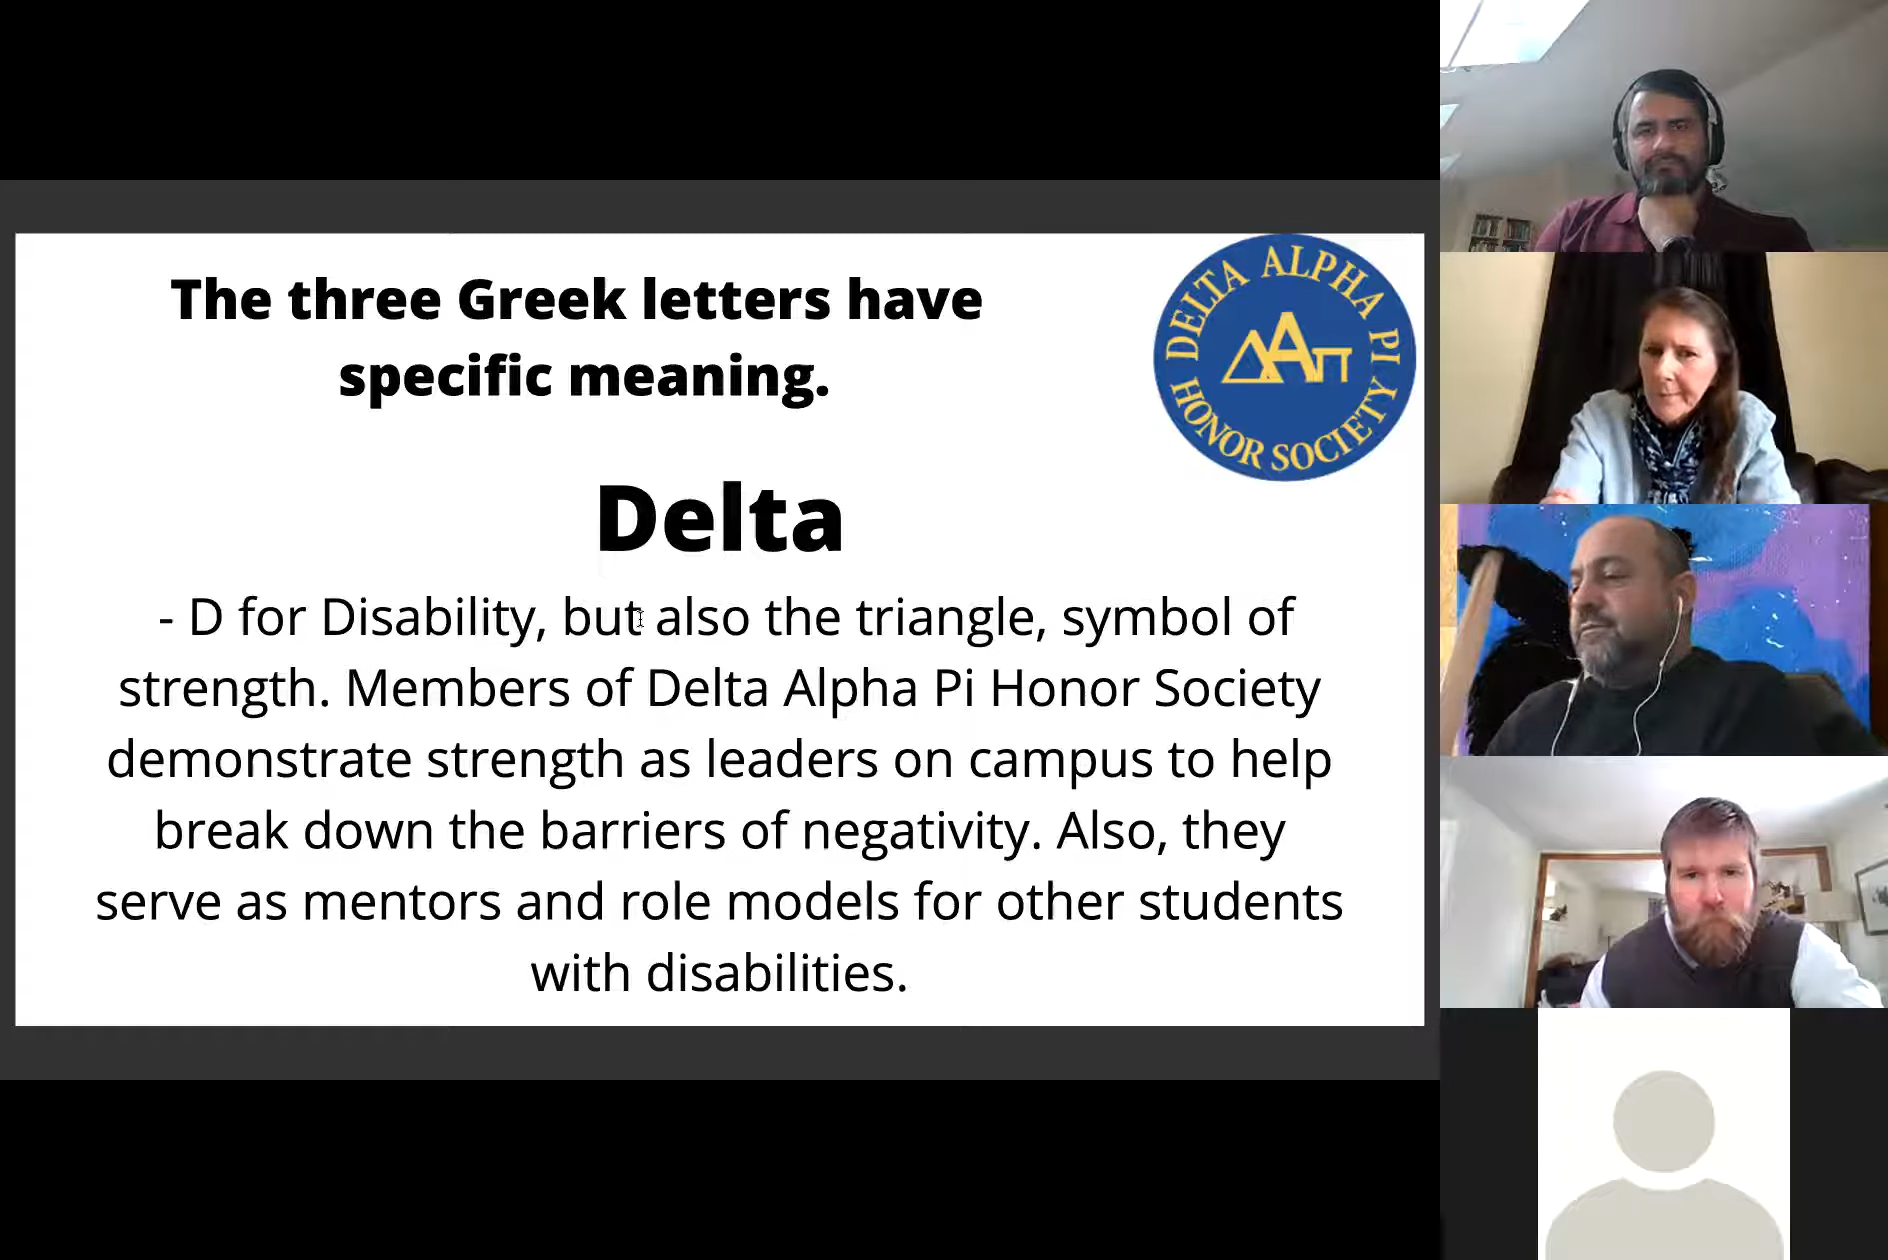 The three Greek letters have
specific meaning.
DELTA ALPHA PI
HONOR SOCIETY
ΔΑπ
Delta
- D for Disability, but also the triangle, symbol of
strength. Members of Delta Alpha Pi Honor Society
demonstrate strength as leaders on campus to help
break down the barriers of negativity. Also, they
serve as mentors and role models for other students
with disabilities.